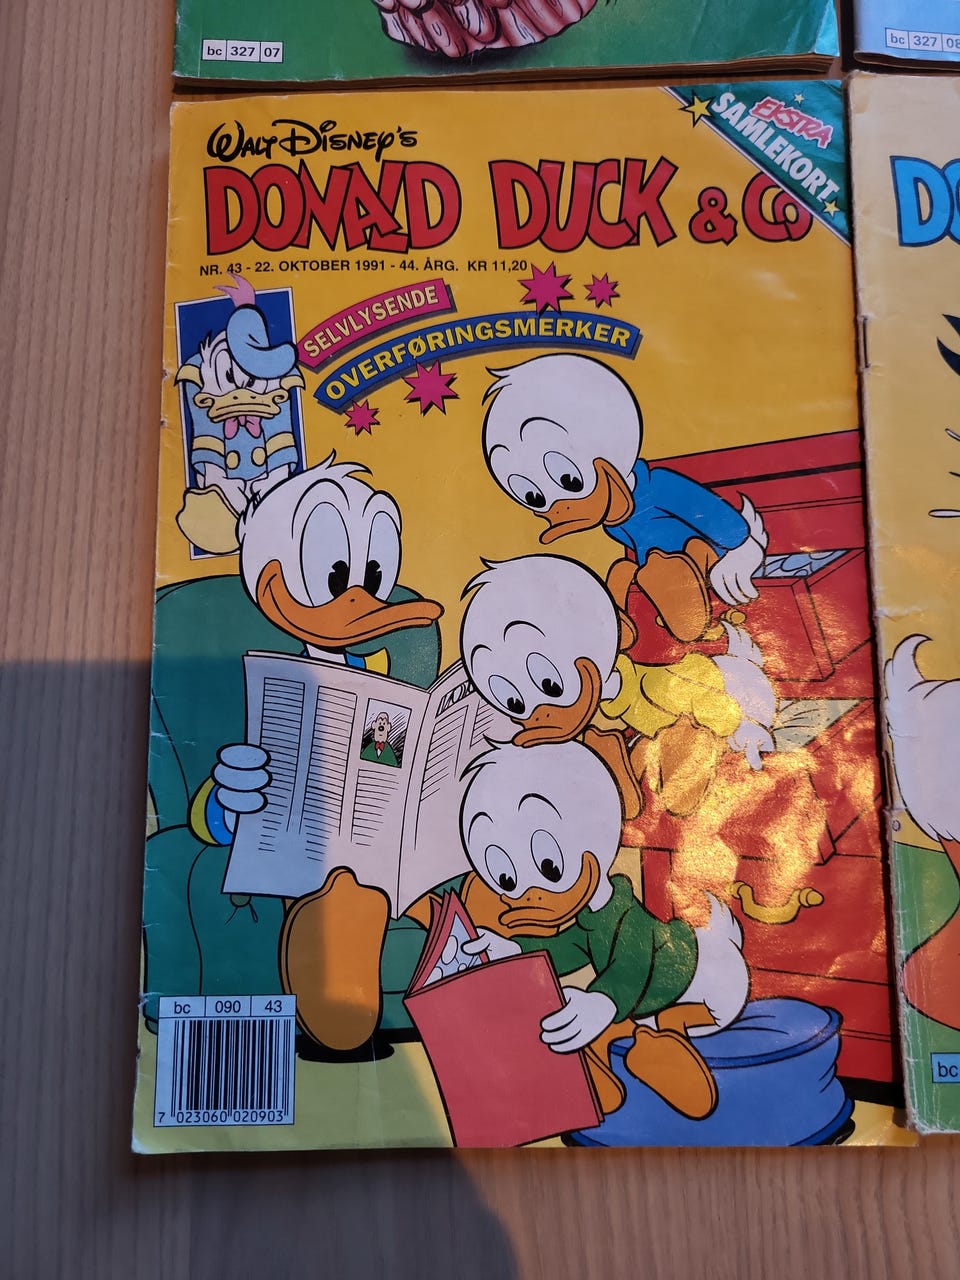 bc 327 07
bc 327 08
EKSTRA
SAMLEKORT
WALT DISNEY'S
DONALD DUCK & CO
NR. 43 - 22. OKTOBER 1991 - 44. ÅRG. KR 11,20
SELVLYSENDE
OVERFØRINGSMERKER
bc 090 43
7 023060 020903
bc